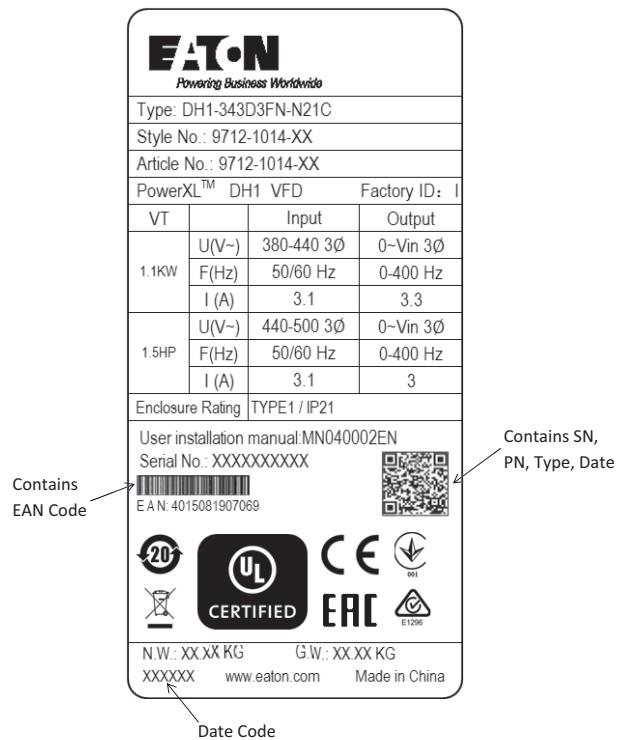 EATON
Powering Business Worldwide
Type: DH1-343D3FN-N21C
Style No.: 9712-1014-XX
Article No.: 9712-1014-XX
PowerXL™ DH1 VFD Factory ID: I
VT Input Output
1.1KW U(V~) 380-440 3Ø 0~Vin 3Ø
F(Hz) 50/60 Hz 0-400 Hz
I (A) 3.1 3.3
1.5HP U(V~) 440-500 3Ø 0~Vin 3Ø
F(Hz) 50/60 Hz 0-400 Hz
I (A) 3.1 3
Enclosure Rating TYPE1 / IP21
User installation manual:MN040002EN
Serial No.: XXXXXXXXXX
Contains SN,
PN, Type, Date
Contains
EAN Code
EAN: 4015081907069
20
UL
CERTIFIED
CE
001
EAC
E1296
N.W.: XX.XX KG G.W.: XX.XX KG
XXXXXX www.eaton.com Made in China
Date Code